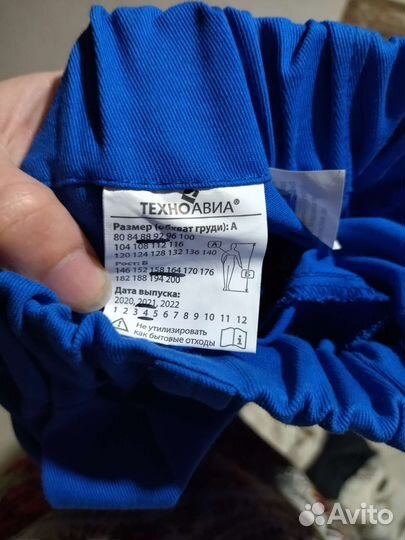 ТЕХНОАВИА®
Размер (обхват груди): А
80 84 88 92 96 100
104 108 112 116
120 124 128 132 136 140
Рост: Б
146 152 158 164 170 176
182 188 194 200
Дата выпуска:
2020, 2021, 2022
1 2 3 4 5 6 7 8 9 10 11 12
Не утилизировать
как бытовые отходы
А
Б
i
Avito